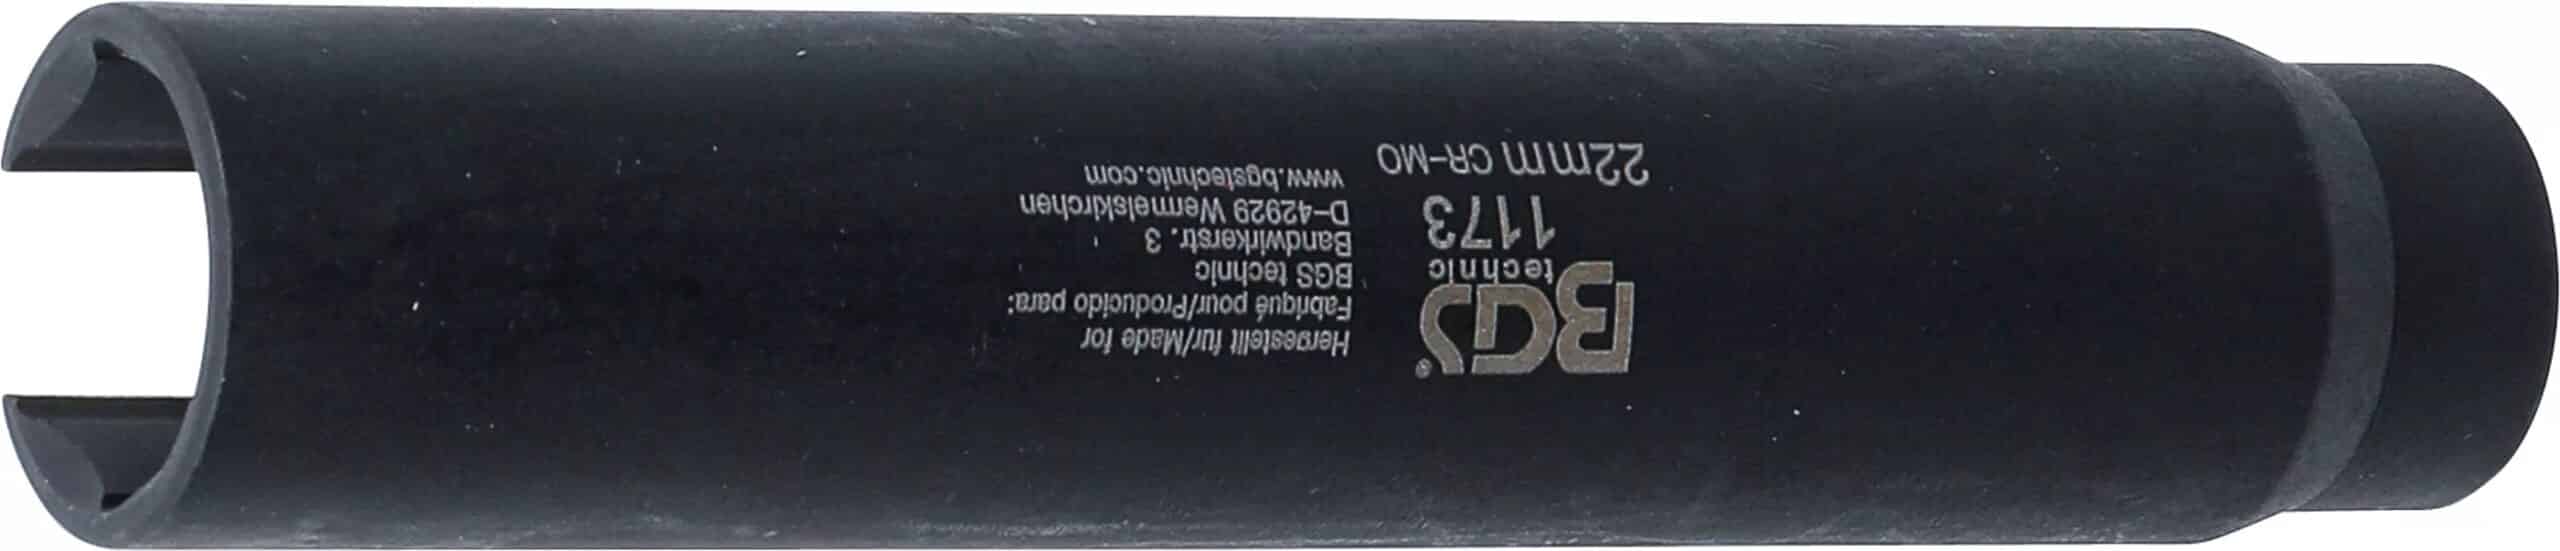 BGS®
technic
1173
22mm CR-MO
Hergestellt für/Made for
Fabriqué pour/Producido para:
BGS technic
Bandwirkerstr. 3
D-42929 Wermelskirchen
www.bgstechnic.com